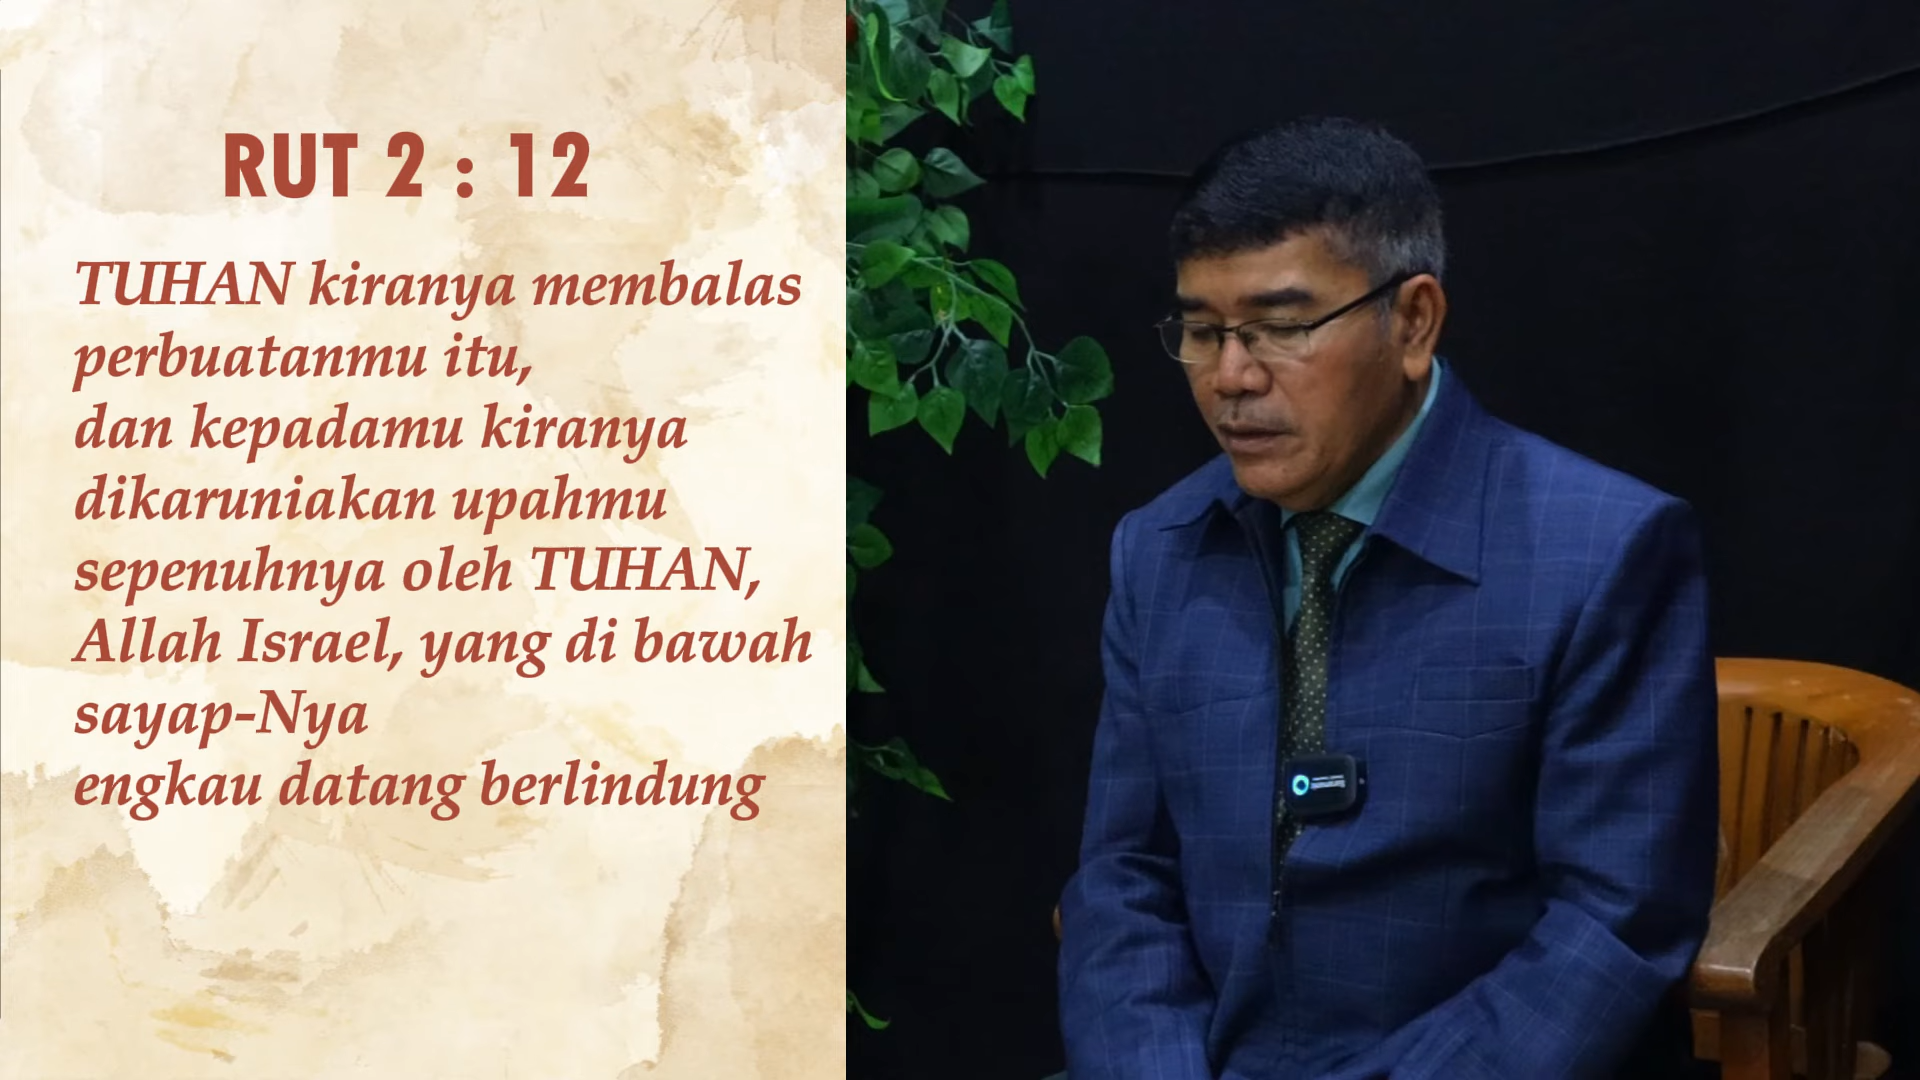 RUT 2 : 12
TUHAN kiranya membalas
perbuatanmu itu,
dan kepadamu kiranya
dikaruniakan upahmu
sepenuhnya oleh TUHAN,
Allah Israel, yang di bawah
sayap-Nya
engkau datang berlindung